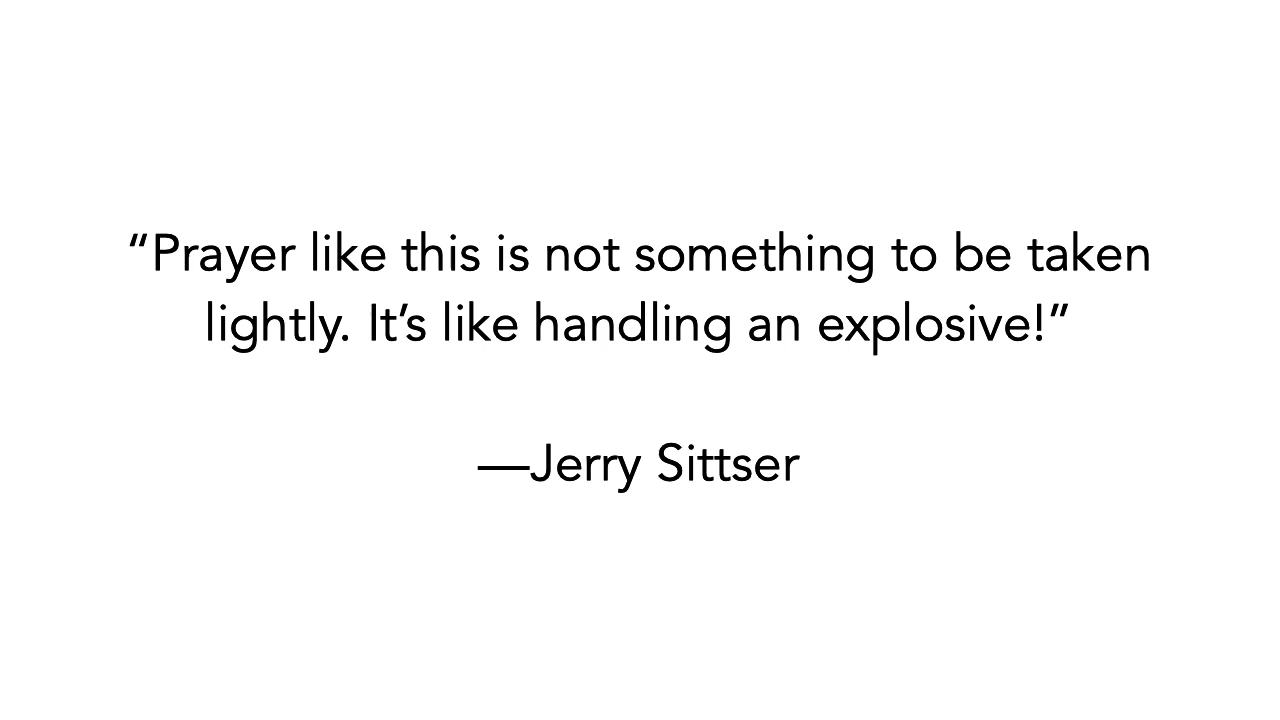 “Prayer like this is not something to be taken
lightly. It’s like handling an explosive!”
—Jerry Sittser